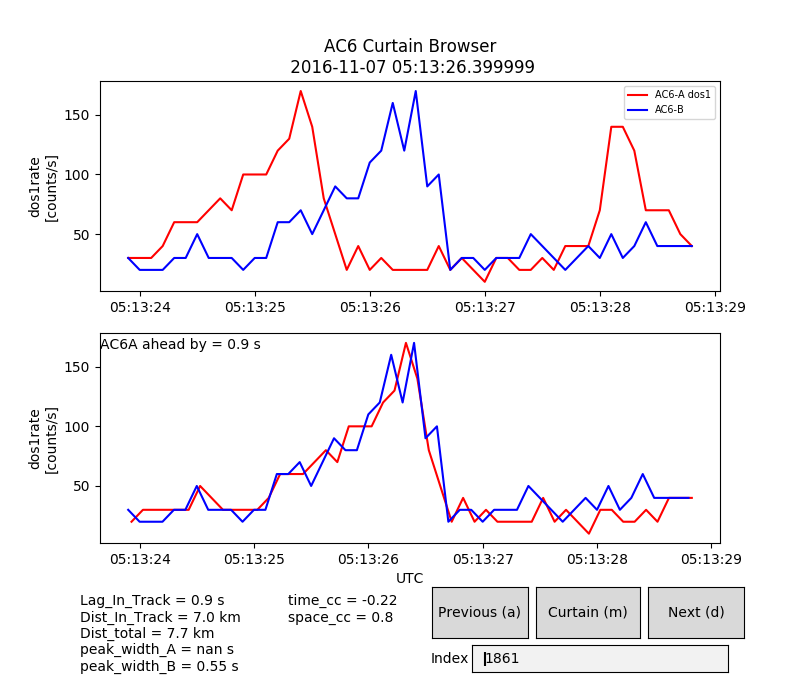 AC6 Curtain Browser
2016-11-07 05:13:26.399999
AC6-A dos1
AC6-B
dos1rate
[counts/s]
150
100
50
05:13:24 05:13:25 05:13:26 05:13:27 05:13:28 05:13:29
AC6A ahead by = 0.9 s
dos1rate
[counts/s]
150
100
50
05:13:24 05:13:25 05:13:26 05:13:27 05:13:28 05:13:29
UTC
Lag_In_Track = 0.9 s
Dist_In_Track = 7.0 km
Dist_total = 7.7 km
peak_width_A = nan s
peak_width_B = 0.55 s
time_cc = -0.22
space_cc = 0.8
Previous (a) Curtain (m) Next (d)
Index 1861